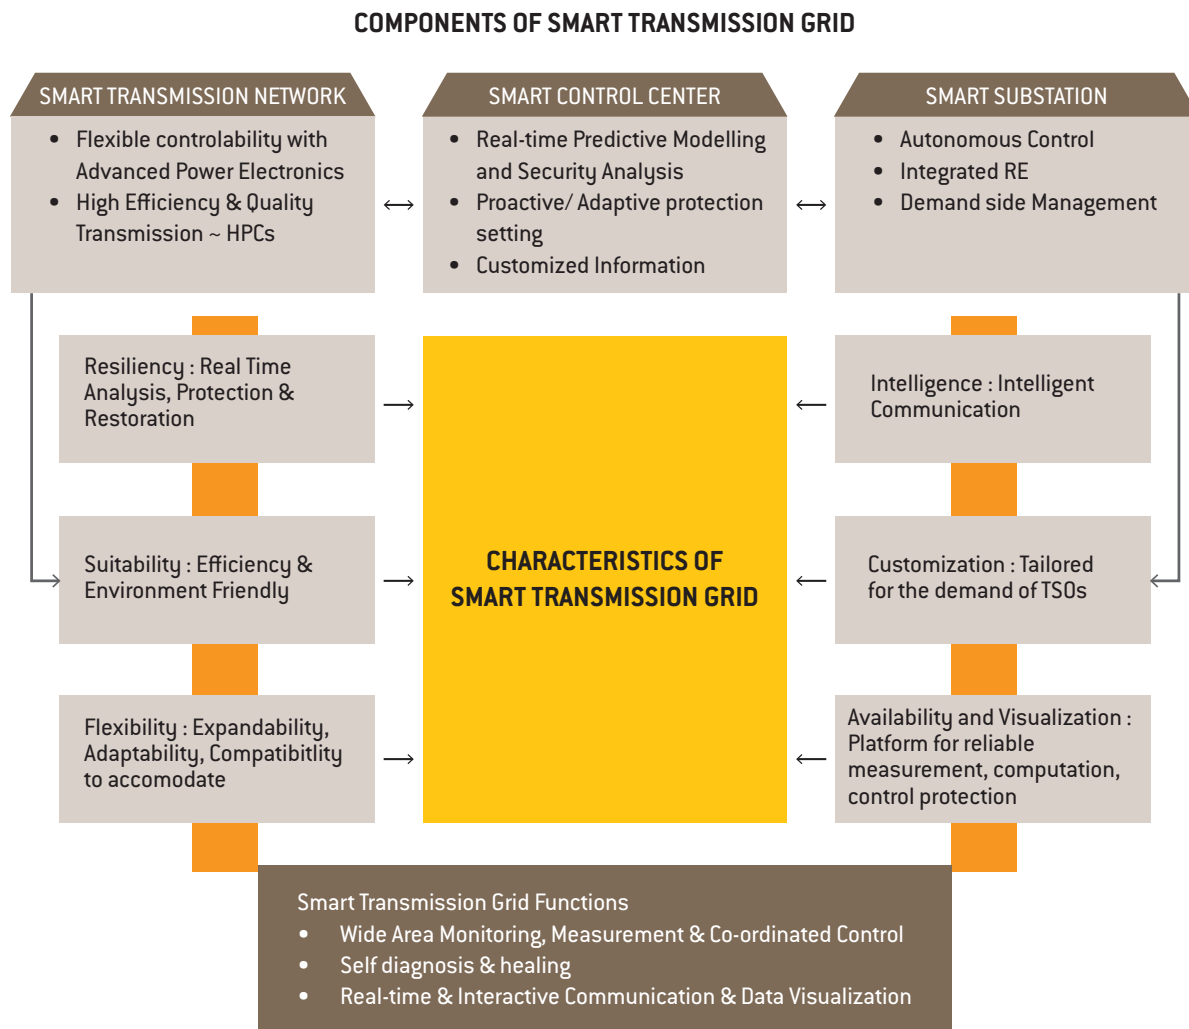 COMPONENTS OF SMART TRANSMISSION GRID
SMART TRANSMISSION NETWORK
• Flexible controlability with
Advanced Power Electronics
• High Efficiency & Quality
Transmission ~ HPCs
SMART CONTROL CENTER
• Real-time Predictive Modelling
and Security Analysis
• Proactive/ Adaptive protection
setting
• Customized Information
SMART SUBSTATION
• Autonomous Control
• Integrated RE
• Demand side Management
Resiliency : Real Time
Analysis, Protection &
Restoration
Suitability : Efficiency &
Environment Friendly
Flexibility : Expandability,
Adaptability, Compatibitlity
to accomodate
CHARACTERISTICS OF
SMART TRANSMISSION GRID
Intelligence : Intelligent
Communication
Customization : Tailored
for the demand of TSOs
Availability and Visualization :
Platform for reliable
measurement, computation,
control protection
Smart Transmission Grid Functions
• Wide Area Monitoring, Measurement & Co-ordinated Control
• Self diagnosis & healing
• Real-time & Interactive Communication & Data Visualization